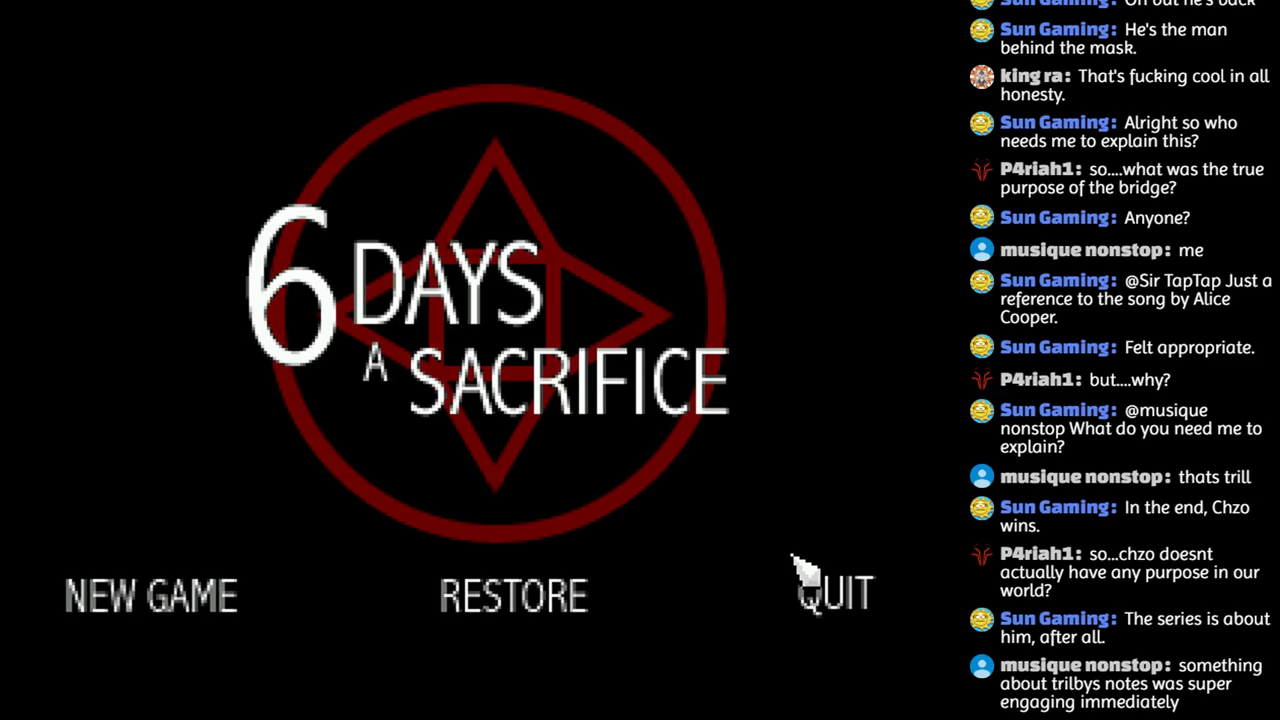 6 DAYS
A SACRIFICE
NEW GAME
RESTORE
QUIT
Sun Gaming: Oh but he's back
Sun Gaming: He's the man
behind the mask.
king ra: That's fucking cool in all
honesty.
Sun Gaming: Alright so who
needs me to explain this?
P4riah1: so....what was the true
purpose of the bridge?
Sun Gaming: Anyone?
musique nonstop: me
Sun Gaming: @Sir TapTap Just a
reference to the song by Alice
Cooper.
Sun Gaming: Felt appropriate.
P4riah1: but....why?
Sun Gaming: @musique
nonstop What do you need me to
explain?
musique nonstop: thats trill
Sun Gaming: In the end, Chzo
wins.
P4riah1: so...chzo doesnt
actually have any purpose in our
world?
Sun Gaming: The series is about
him, after all.
musique nonstop: something
about trilbys notes was super
engaging immediately